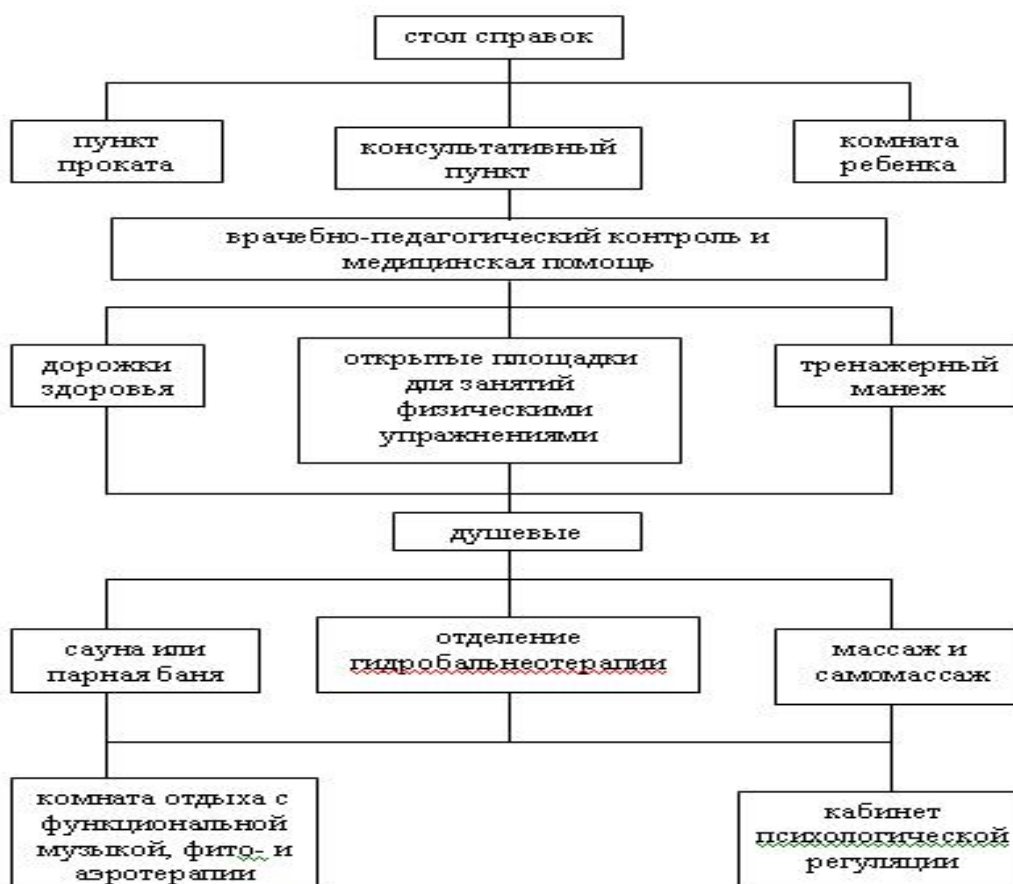 стол справок
пункт
проката
консультативный
пункт
комната
ребенка
врачебно-педагогический контроль и
медицинская помощь
дорожки
здоровья
открытые площадки
для занятий
физическими
упражнениями
тренажерный
манеж
душевые
сауна или
парная баня
отделение
гидробальнеотерапии
массаж и
самомассаж
комната отдыха с
функциональной
музыкой, фито- и
аэротерапии
кабинет
психологической
регуляции